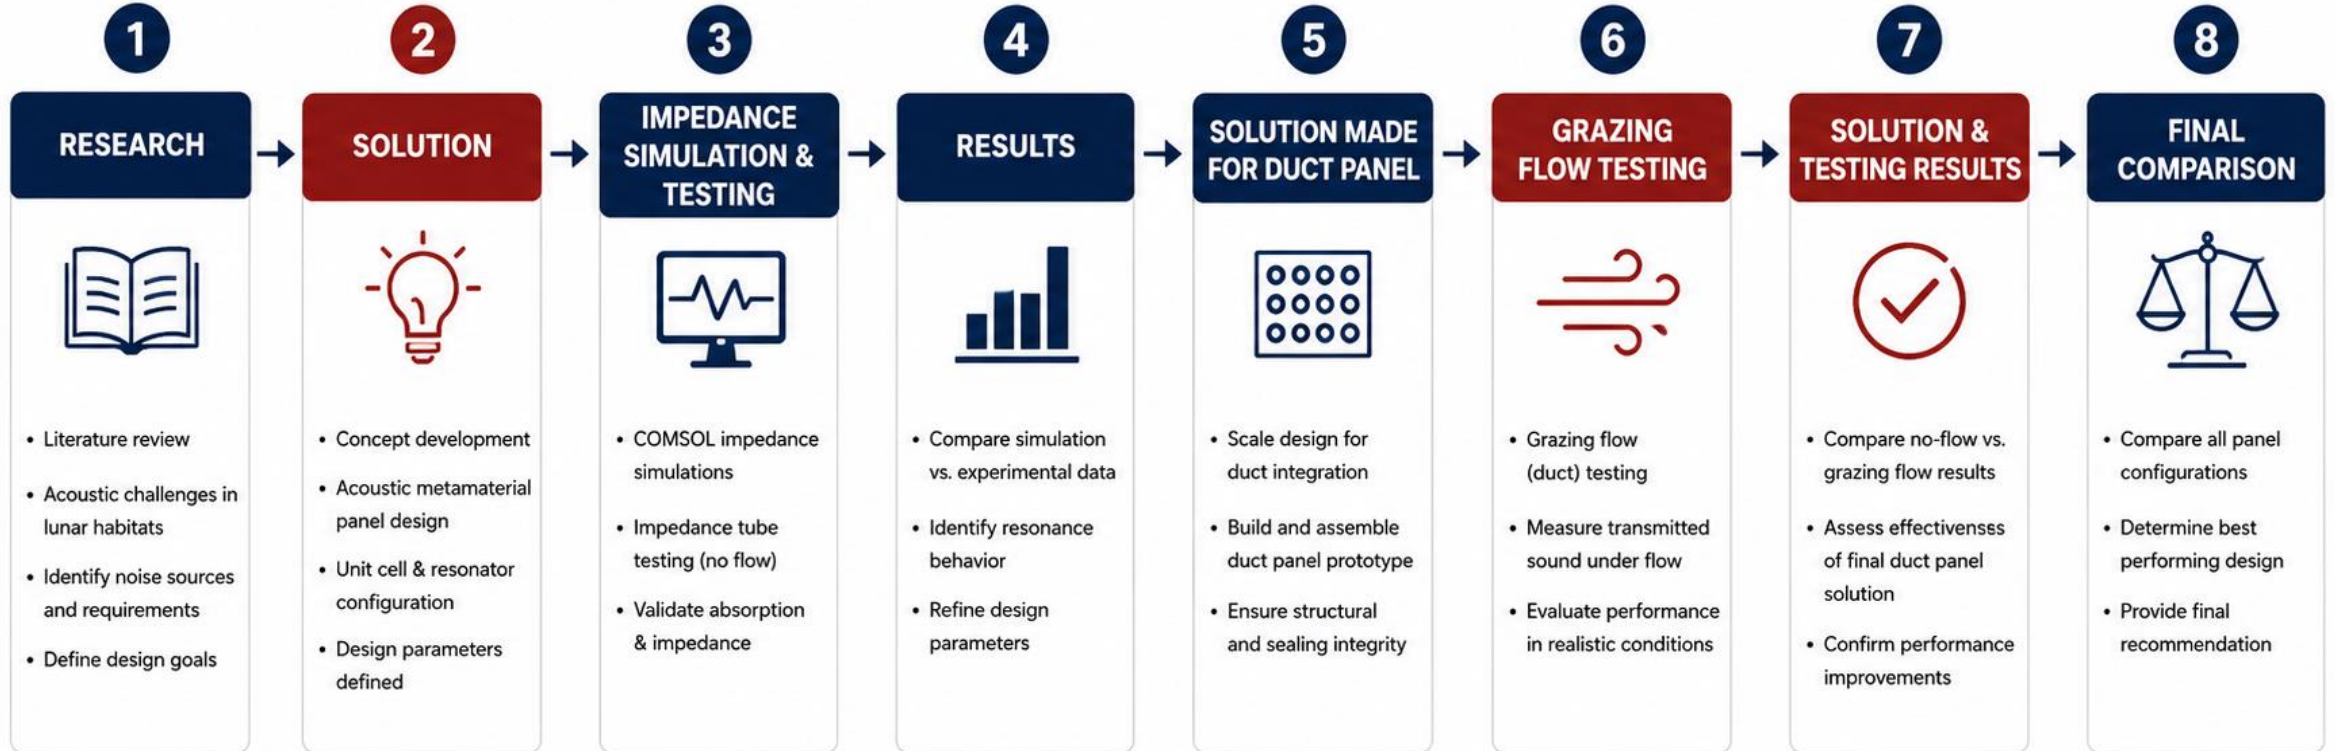 1
RESEARCH
• Literature review
• Acoustic challenges in
lunar habitats
• Identify noise sources
and requirements
• Define design goals
2
SOLUTION
• Concept development
• Acoustic metamaterial
panel design
• Unit cell & resonator
configuration
• Design parameters
defined
3
IMPEDANCE
SIMULATION &
TESTING
• COMSOL impedance
simulations
• Impedance tube
testing (no flow)
• Validate absorption
& impedance
4
RESULTS
• Compare simulation
vs. experimental data
• Identify resonance
behavior
• Refine design
parameters
5
SOLUTION MADE
FOR DUCT PANEL
• Scale design for
duct integration
• Build and assemble
duct panel prototype
• Ensure structural
and sealing integrity
6
GRAZING
FLOW TESTING
• Grazing flow
(duct) testing
• Measure transmitted
sound under flow
• Evaluate performance
in realistic conditions
7
SOLUTION &
TESTING RESULTS
• Compare no-flow vs.
grazing flow results
• Assess effectivenses
of final duct panel
solution
• Confirm performance
improvements
8
FINAL
COMPARISON
• Compare all panel
configurations
• Determine best
performing design
• Provide final
recommendation